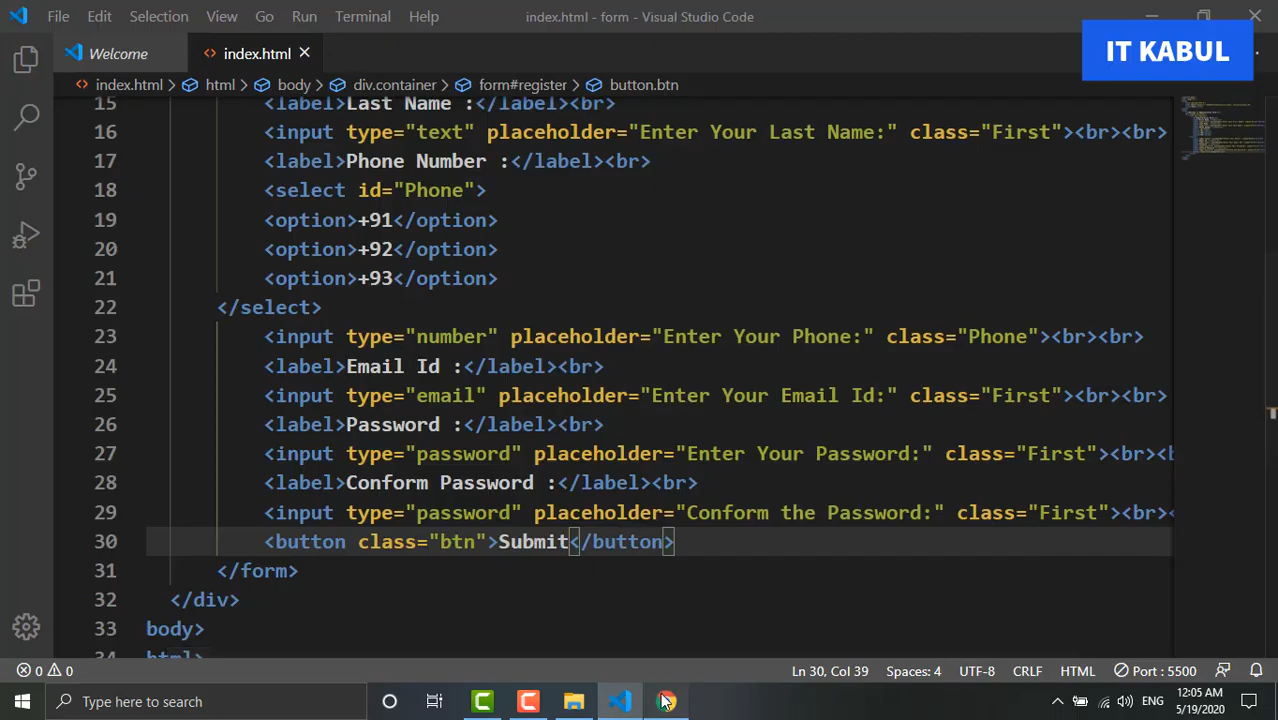 File Edit Selection View Go Run Terminal Help index.html - form - Visual Studio Code
IT KABUL
Welcome index.html
index.html > html > body > div.container > form#register > button.btn
15 <label>Last Name :</label><br>
16 <input type="text" placeholder="Enter Your Last Name:" class="First"><br><br>
17 <label>Phone Number :</label><br>
18 <select id="Phone">
19 <option>+91</option>
20 <option>+92</option>
21 <option>+93</option>
22 </select>
23 <input type="number" placeholder="Enter Your Phone:" class="Phone"><br><br>
24 <label>Email Id :</label><br>
25 <input type="email" placeholder="Enter Your Email Id:" class="First"><br><br>
26 <label>Password :</label><br>
27 <input type="password" placeholder="Enter Your Password:" class="First"><br><b
28 <label>Conform Password :</label><br>
29 <input type="password" placeholder="Conform the Password:" class="First"><br><
30 <button class="btn">Submit</button>
31 </form>
32 </div>
33 body>
34 html>
0 0 Ln 30, Col 39 Spaces: 4 UTF-8 CRLF HTML Port : 5500
Type here to search ENG 12:05 AM
5/19/2020